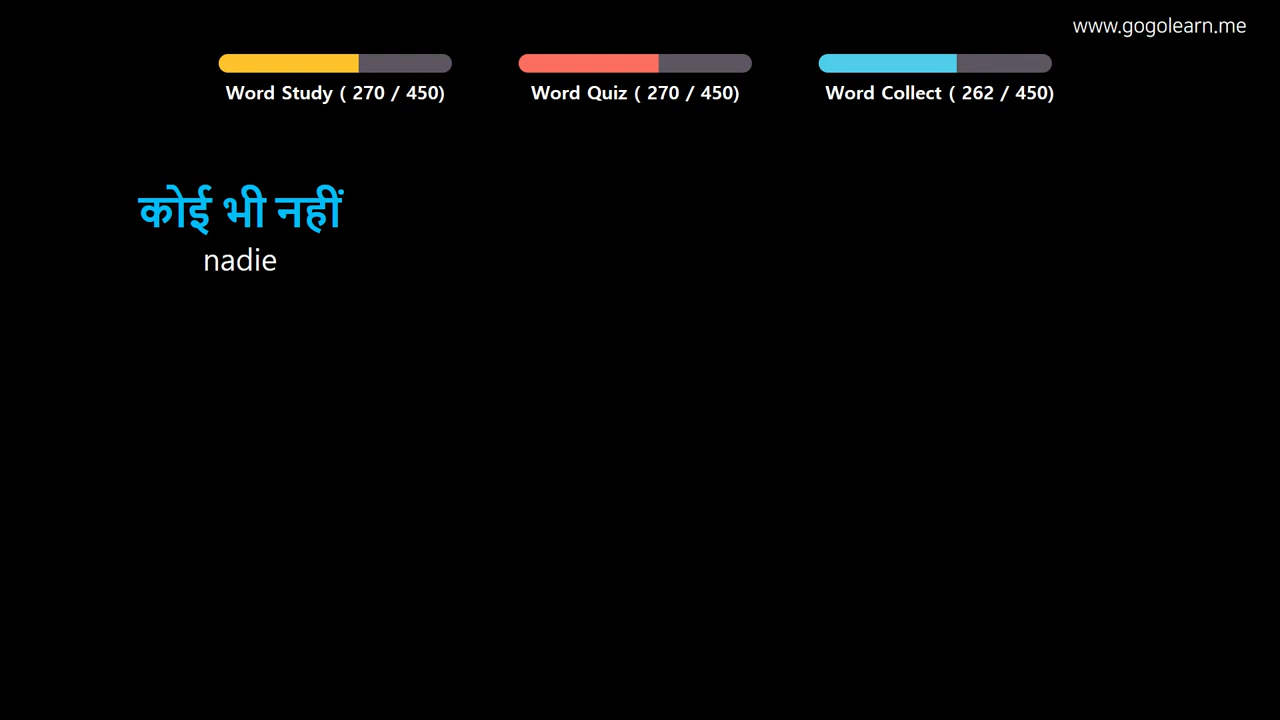 www.gogolearn.me
Word Study ( 270 / 450)
Word Quiz ( 270 / 450)
Word Collect ( 262 / 450)
कोई भी नहीं
nadie